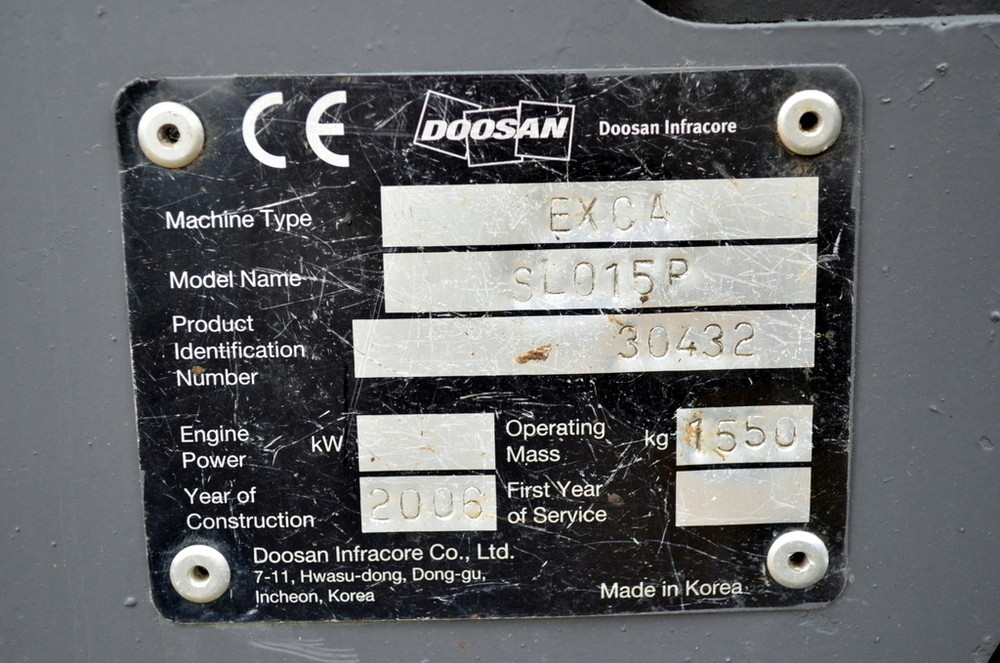 CE DOOSAN Doosan Infracore
Machine Type EXCA
Model Name SL015P
Product
Identification 30432
Number
Engine
Power kW
Operating
Mass kg 1550
Year of
Construction 2006
First Year
of Service
Doosan Infracore Co., Ltd.
7-11, Hwasu-dong, Dong-gu,
Incheon, Korea
Made in Korea